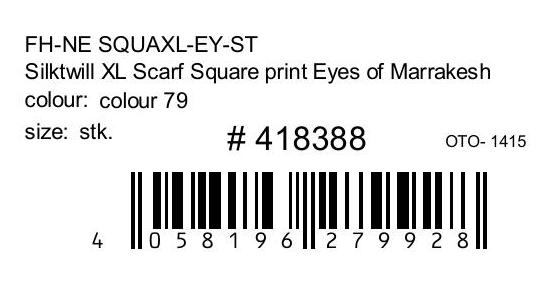 FH-NE SQUAXL-EY-ST
Silktwill XL Scarf Square print Eyes of Marrakesh
colour: colour 79
size: stk.
# 418388
OTO- 1415
4 058196 279928